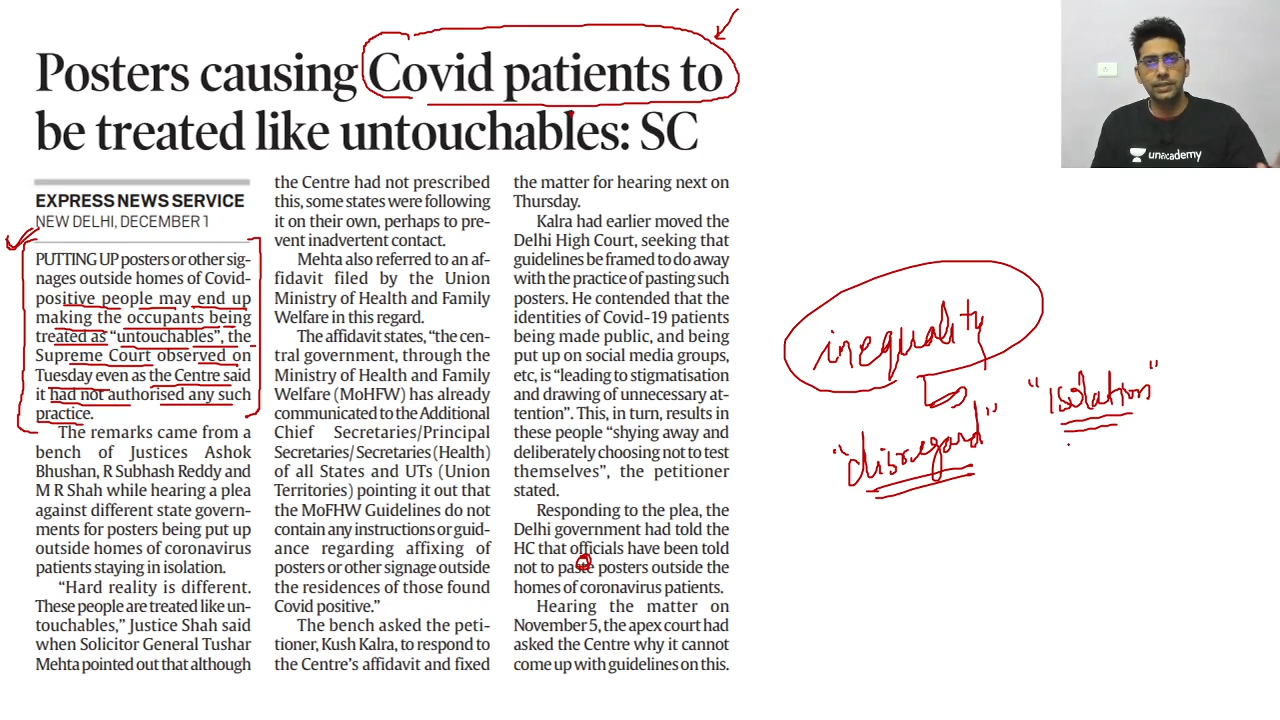 Posters causing Covid patients to
be treated like untouchables: SC
EXPRESS NEWS SERVICE
NEW DELHI, DECEMBER 1
PUTTING UP posters or other sig-
nages outside homes of Covid-
positive people may end up
making the occupants being
treated as “untouchables”, the
Supreme Court observed on
Tuesday even as the Centre said
it had not authorised any such
practice.
The remarks came from a
bench of Justices Ashok
Bhushan, R Subhash Reddy and
M R Shah while hearing a plea
against different state govern-
ments for posters being put up
outside homes of coronavirus
patients staying in isolation.
“Hard reality is different.
These people are treated like un-
touchables,” Justice Shah said
when Solicitor General Tushar
Mehta pointed out that although
the Centre had not prescribed
this, some states were following
it on their own, perhaps to pre-
vent inadvertent contact.
Mehta also referred to an af-
fidavit filed by the Union
Ministry of Health and Family
Welfare in this regard.
The affidavit states, “the cen-
tral government, through the
Ministry of Health and Family
Welfare (MoHFW) has already
communicated to the Additional
Chief Secretaries/Principal
Secretaries/ Secretaries (Health)
of all States and UTs (Union
Territories) pointing it out that
the MoFHW Guidelines do not
contain any instructions or guid-
ance regarding affixing of
posters or other signage outside
the residences of those found
Covid positive.”
The bench asked the peti-
tioner, Kush Kalra, to respond to
the Centre’s affidavit and fixed
the matter for hearing next on
Thursday.
Kalra had earlier moved the
Delhi High Court, seeking that
guidelines be framed to do away
with the practice of pasting such
posters. He contended that the
identities of Covid-19 patients
being made public, and being
put up on social media groups,
etc, is “leading to stigmatisation
and drawing of unnecessary at-
tention”. This, in turn, results in
these people “shying away and
deliberately choosing not to test
themselves”, the petitioner
stated.
Responding to the plea, the
Delhi government had told the
HC that officials have been told
not to paste posters outside the
homes of coronavirus patients.
Hearing the matter on
November 5, the apex court had
asked the Centre why it cannot
come up with guidelines on this.
inequality
"disregard"
"isolation"
unacademy